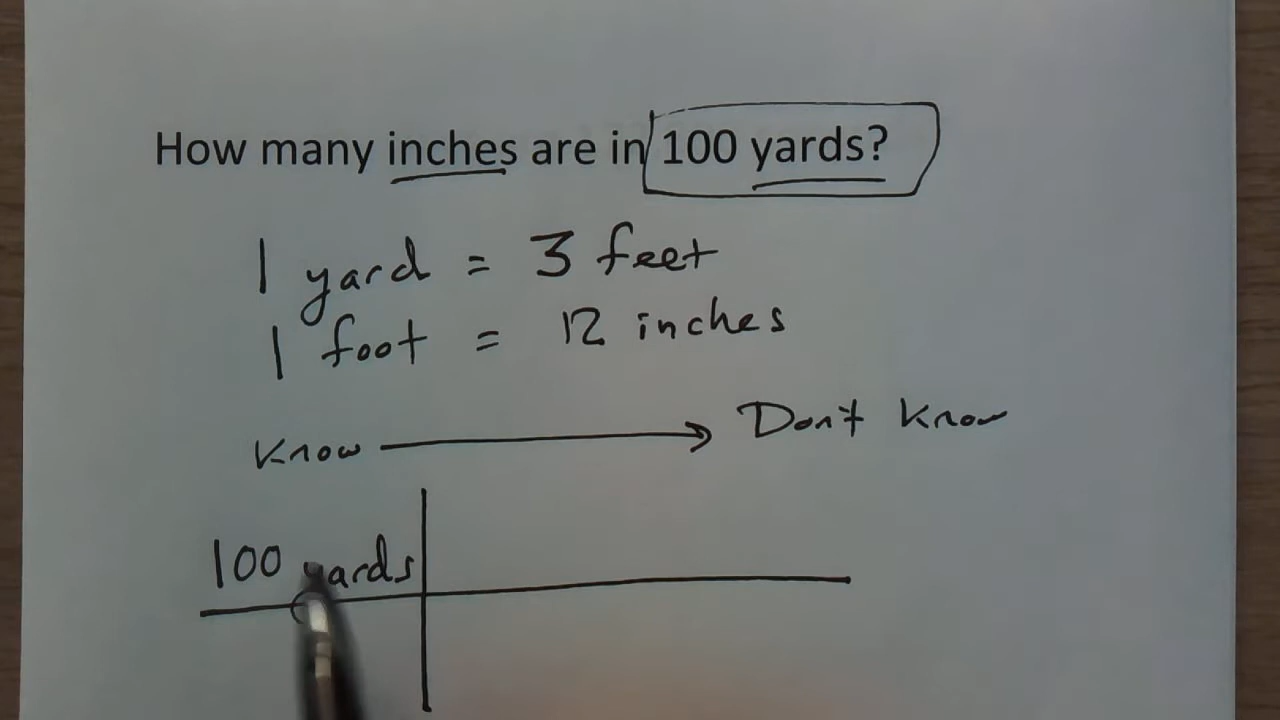 How many inches are in 100 yards?
1 yard = 3 feet
1 foot = 12 inches
Know → Don't Know
100 yards